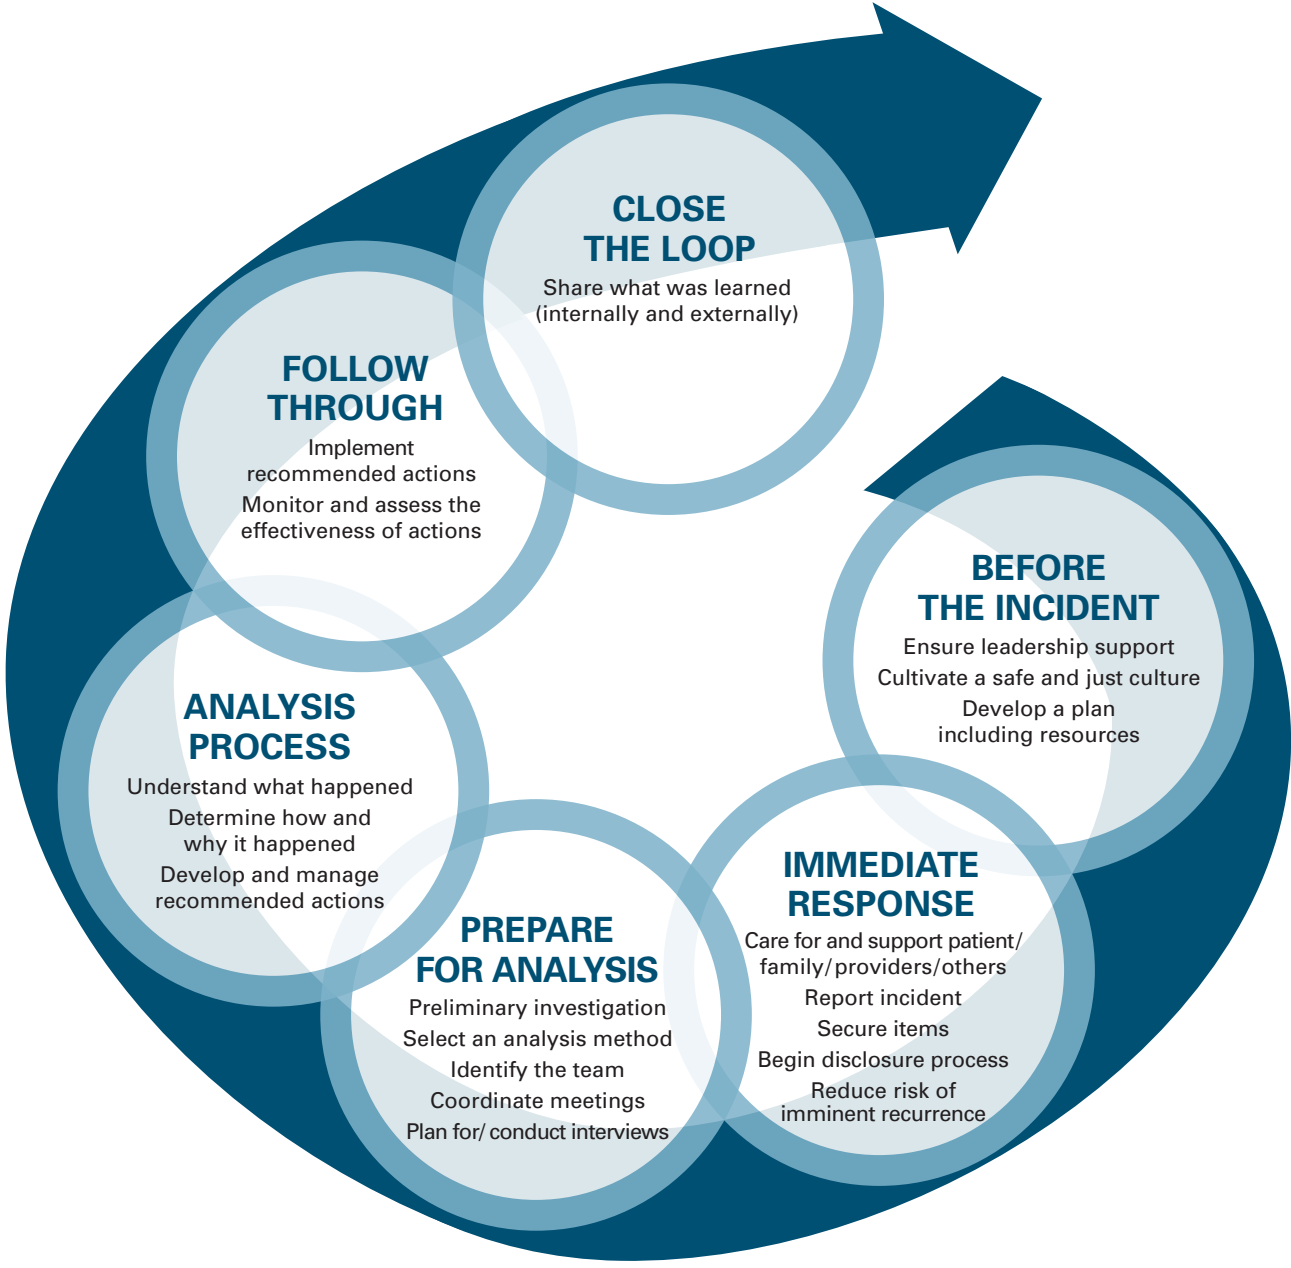 CLOSE
THE LOOP
Share what was learned
(internally and externally)
FOLLOW
THROUGH
Implement
recommended actions
Monitor and assess the
effectiveness of actions
BEFORE
THE INCIDENT
Ensure leadership support
Cultivate a safe and just culture
Develop a plan
including resources
ANALYSIS
PROCESS
Understand what happened
Determine how and
why it happened
Develop and manage
recommended actions
IMMEDIATE
RESPONSE
Care for and support patient/
family/providers/others
Report incident
Secure items
Begin disclosure process
Reduce risk of
imminent recurrence
PREPARE
FOR ANALYSIS
Preliminary investigation
Select an analysis method
Identify the team
Coordinate meetings
Plan for/ conduct interviews